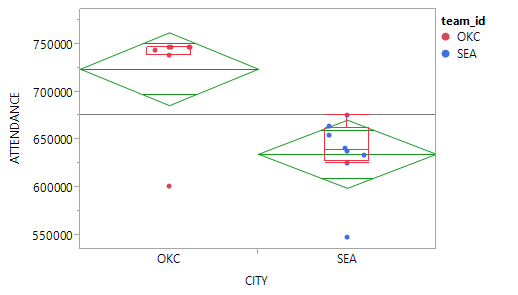 team_id
OKC
SEA
750000
700000
650000
600000
550000
ATTENDANCE
OKC SEA
CITY